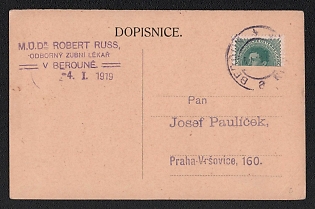 DOPISNICE.
M.U.Dr. ROBERT RUSS,
ODBORNÝ ZUBNÍ LÉKAŘ
V BEROUNĚ.
4. I. 1919
Pan
Josef Paulíček,
Praha-Vršovice, 160.